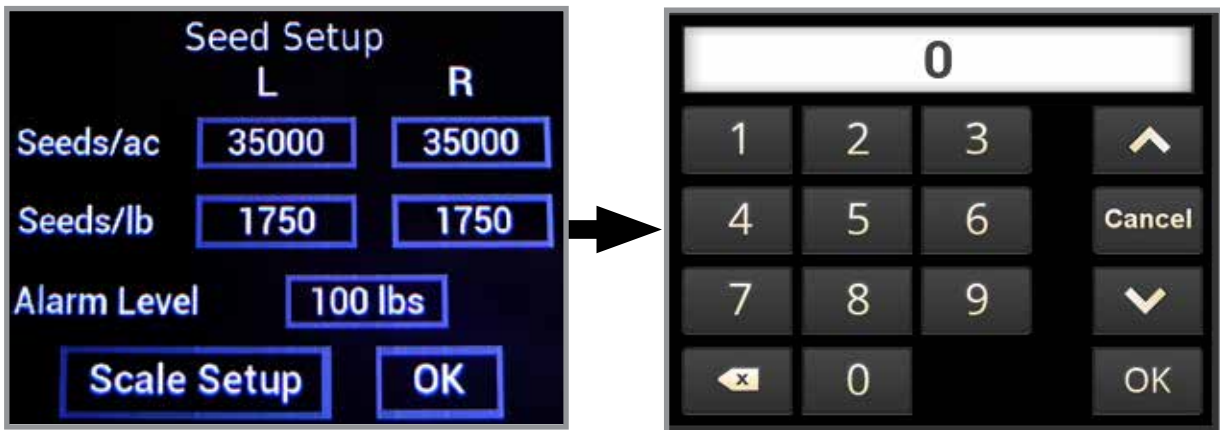 Seed Setup
L R
Seeds/ac 35000 35000
Seeds/lb 1750 1750
Alarm Level 100 lbs
Scale Setup OK
0
1 2 3
4 5 6 Cancel
7 8 9
x 0 OK